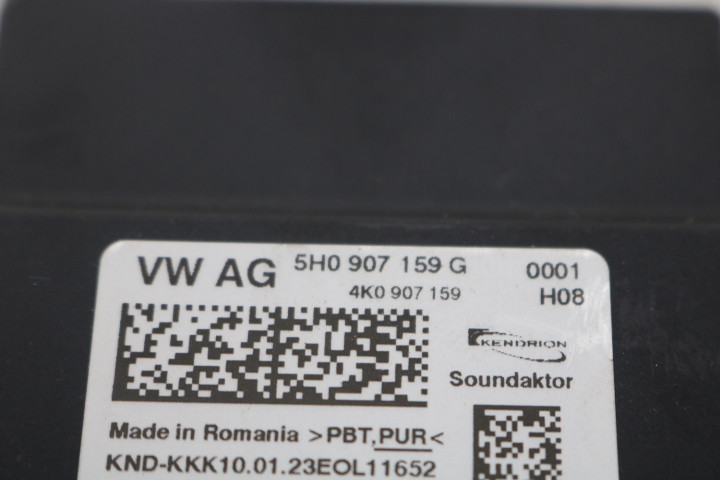 VW AG 5H0 907 159 G 0001
4K0 907 159 H08
KENDRION
Soundaktor
Made in Romania >PBT,PUR<
KND-KKK10.01.23EOL11652